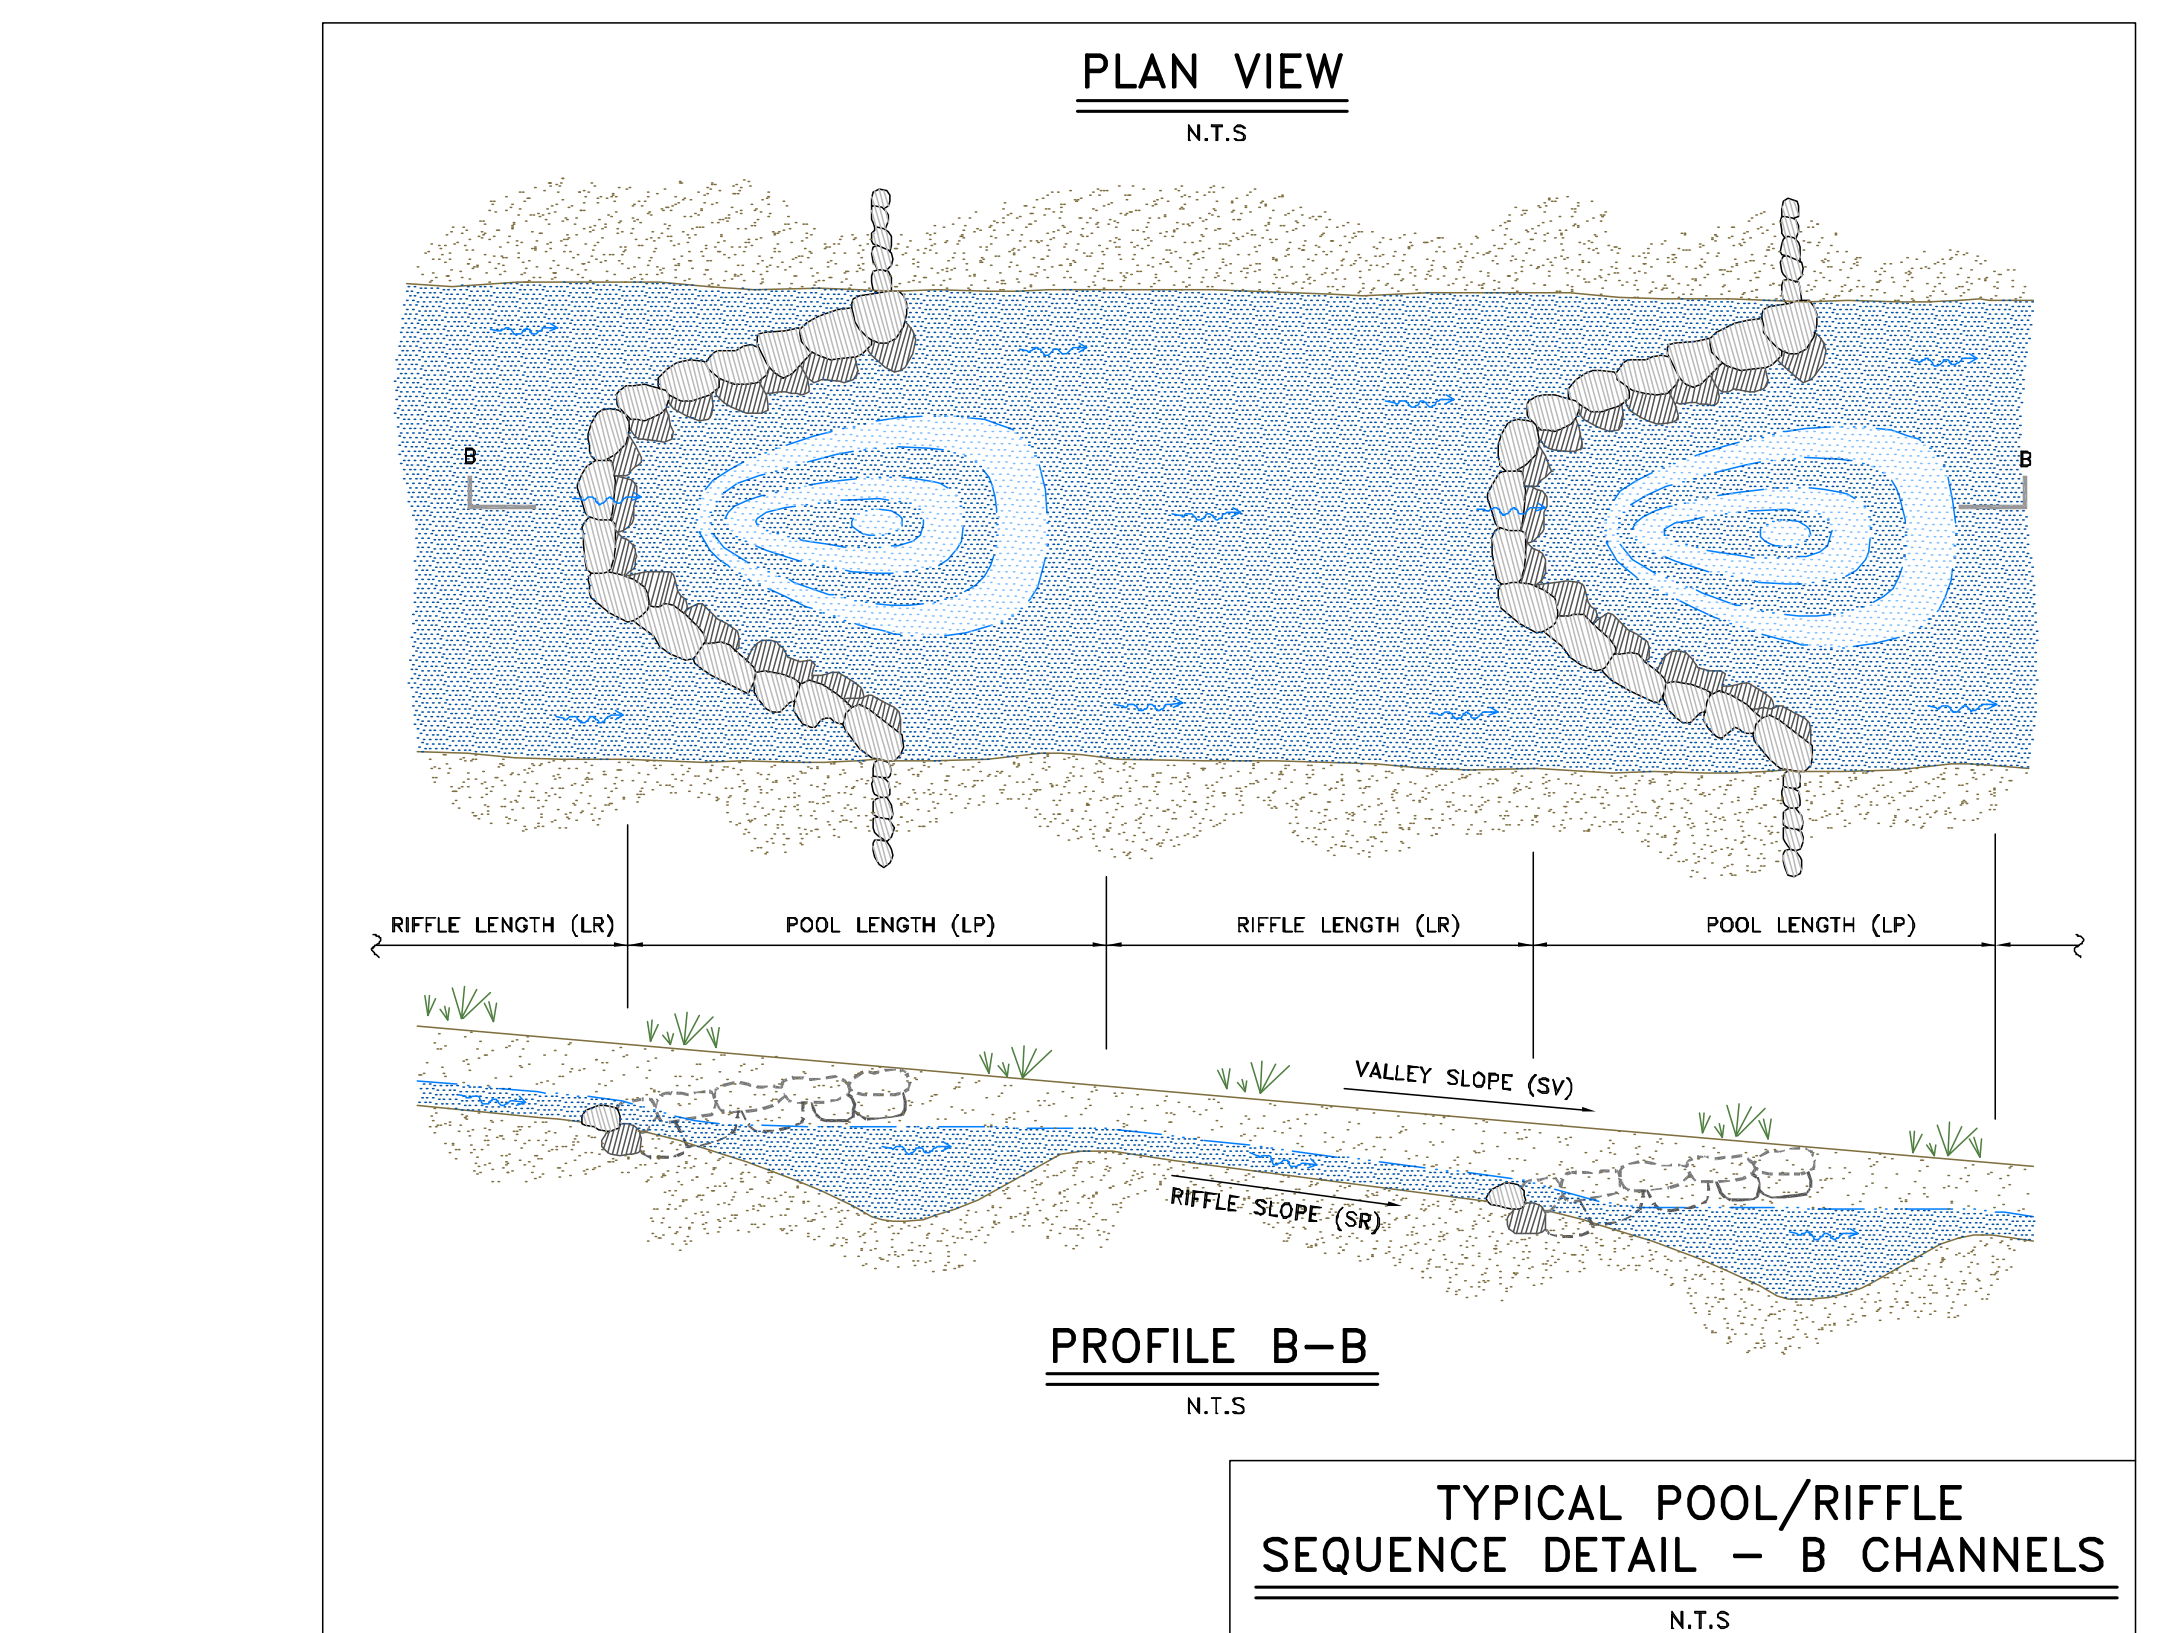 PLAN VIEW
N.T.S
B
B
RIFFLE LENGTH (LR)
POOL LENGTH (LP)
RIFFLE LENGTH (LR)
POOL LENGTH (LP)
VALLEY SLOPE (SV)
RIFFLE SLOPE (SR)
PROFILE B-B
N.T.S
TYPICAL POOL/RIFFLE
SEQUENCE DETAIL - B CHANNELS
N.T.S